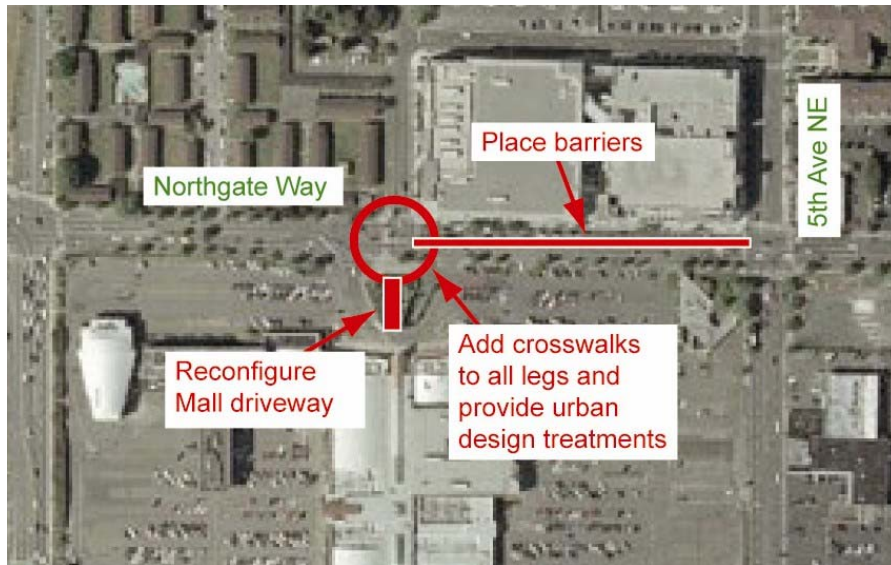 Place barriers
5th Ave NE
Northgate Way
Reconfigure
Mall driveway
Add crosswalks
to all legs and
provide urban
design treatments